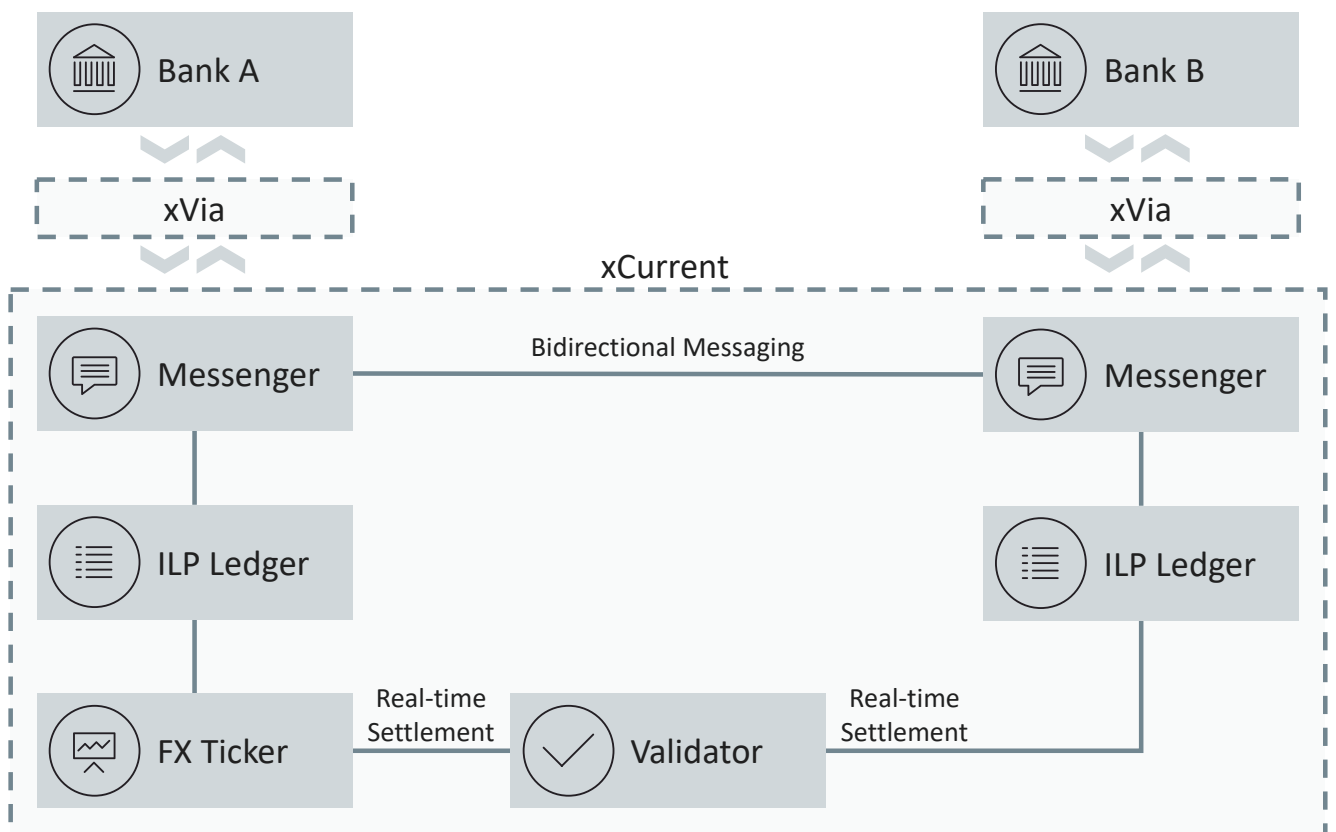 Bank A
Bank B
xVia
xVia
xCurrent
Messenger
Bidirectional Messaging
Messenger
ILP Ledger
ILP Ledger
FX Ticker
Real-time
Settlement
Validator
Real-time
Settlement